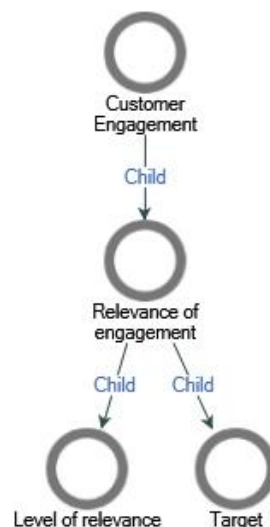 Customer
Engagement
Child
Relevance of
engagement
Child Child
Level of relevance Target